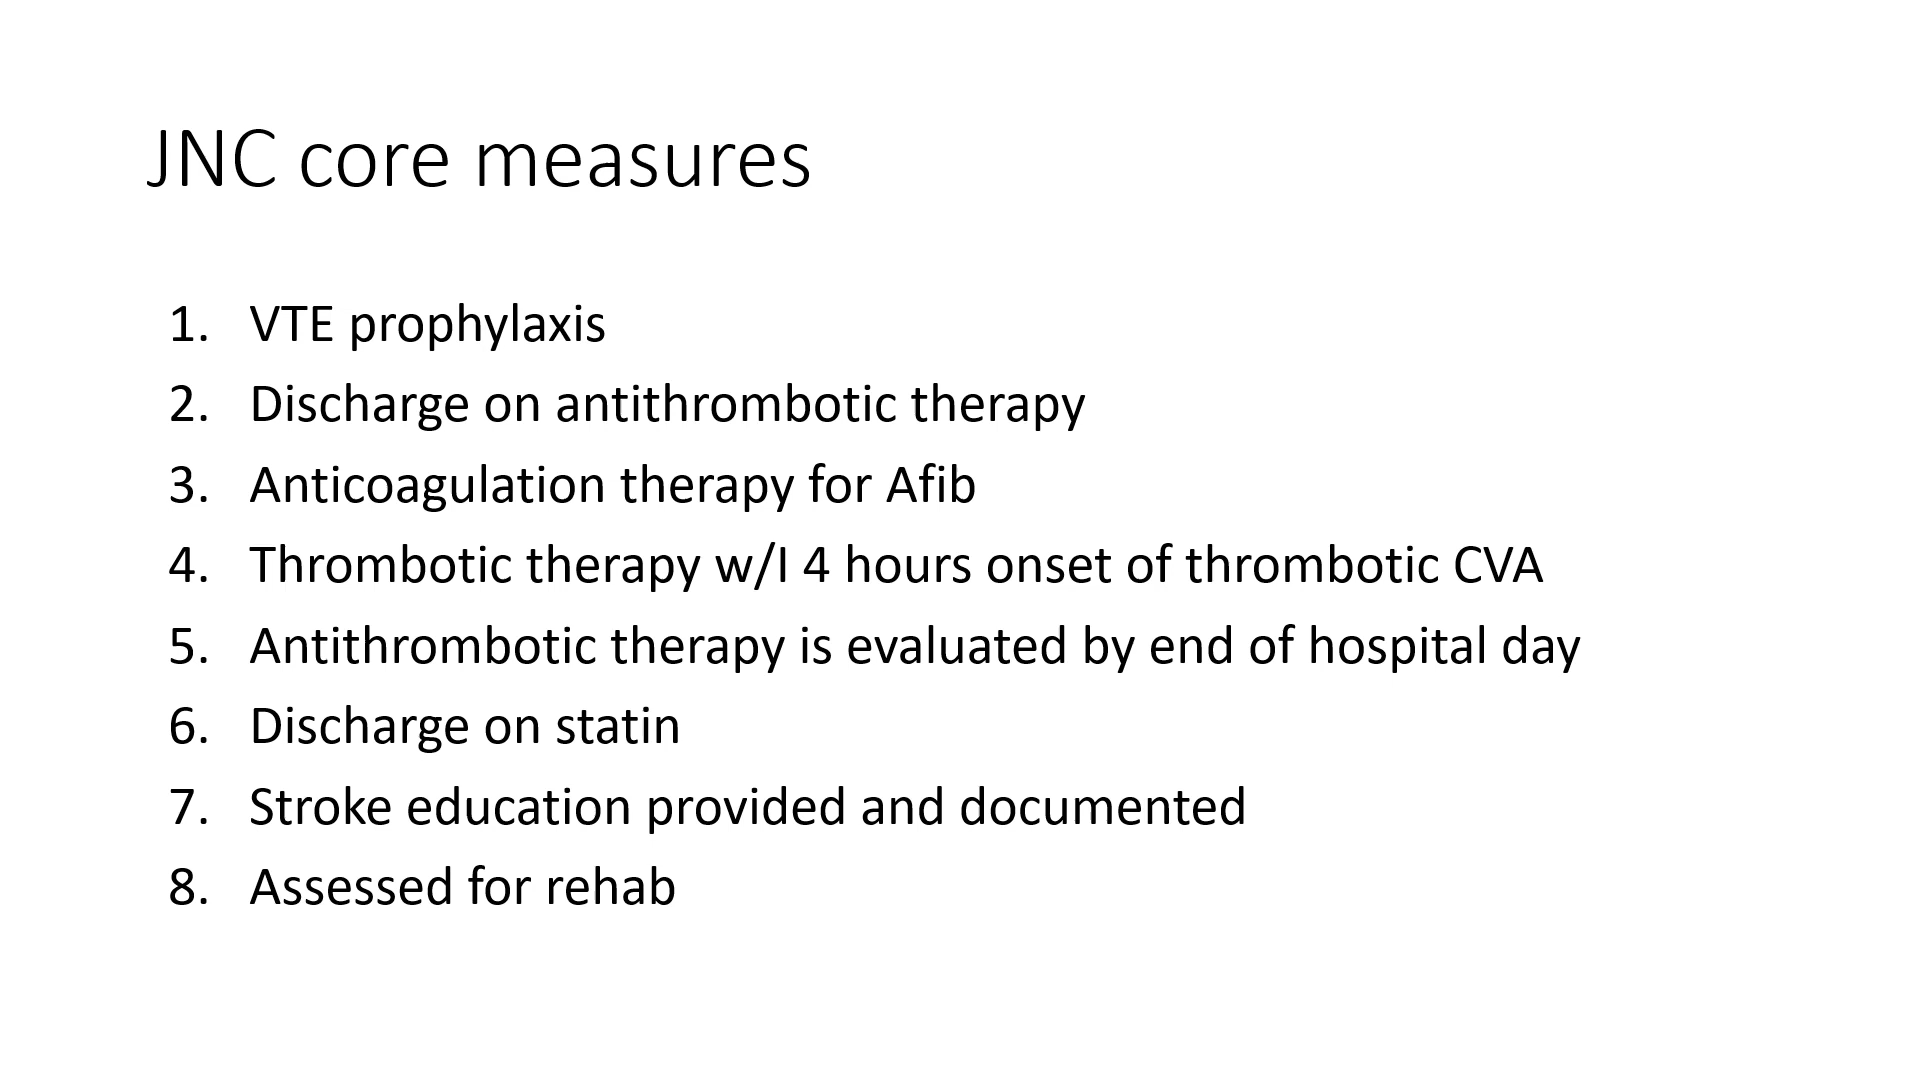 JNC core measures
1. VTE prophylaxis
2. Discharge on antithrombotic therapy
3. Anticoagulation therapy for Afib
4. Thrombotic therapy w/I 4 hours onset of thrombotic CVA
5. Antithrombotic therapy is evaluated by end of hospital day
6. Discharge on statin
7. Stroke education provided and documented
8. Assessed for rehab